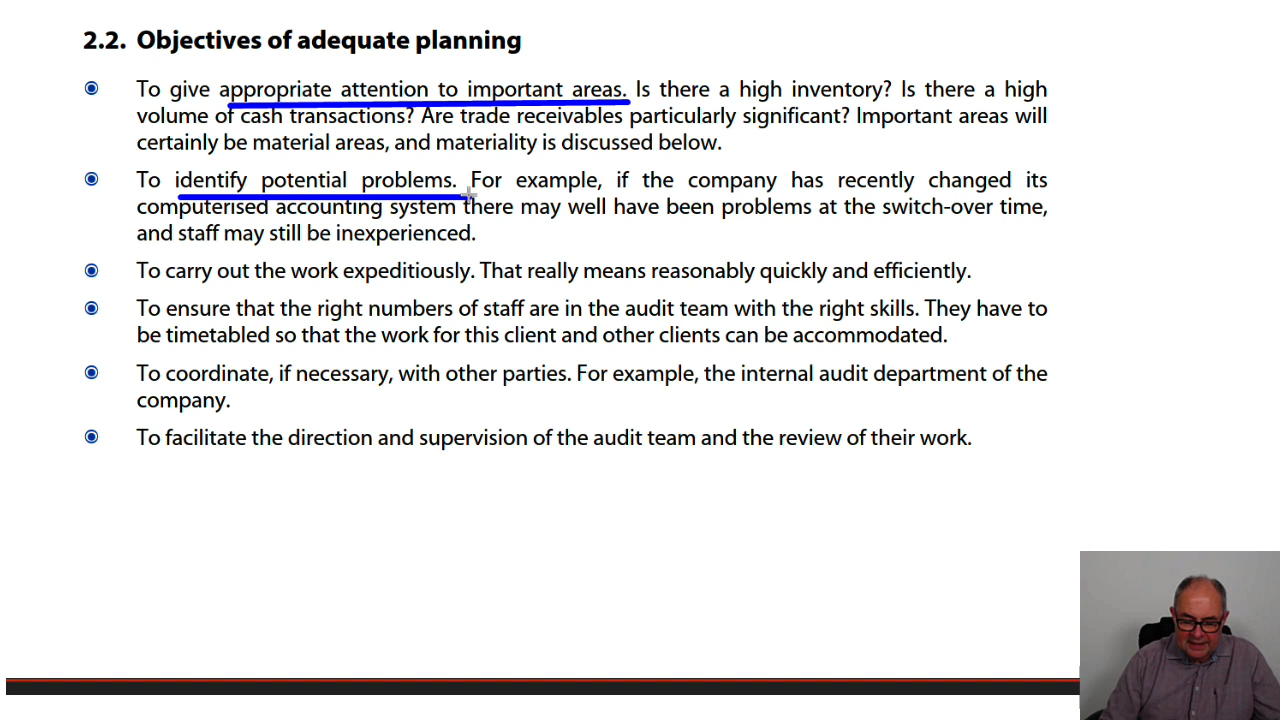 2.2. Objectives of adequate planning
To give appropriate attention to important areas. Is there a high inventory? Is there a high
volume of cash transactions? Are trade receivables particularly significant? Important areas will
certainly be material areas, and materiality is discussed below.
To identify potential problems. For example, if the company has recently changed its
computerised accounting system there may well have been problems at the switch-over time,
and staff may still be inexperienced.
To carry out the work expeditiously. That really means reasonably quickly and efficiently.
To ensure that the right numbers of staff are in the audit team with the right skills. They have to
be timetabled so that the work for this client and other clients can be accommodated.
To coordinate, if necessary, with other parties. For example, the internal audit department of the
company.
To facilitate the direction and supervision of the audit team and the review of their work.